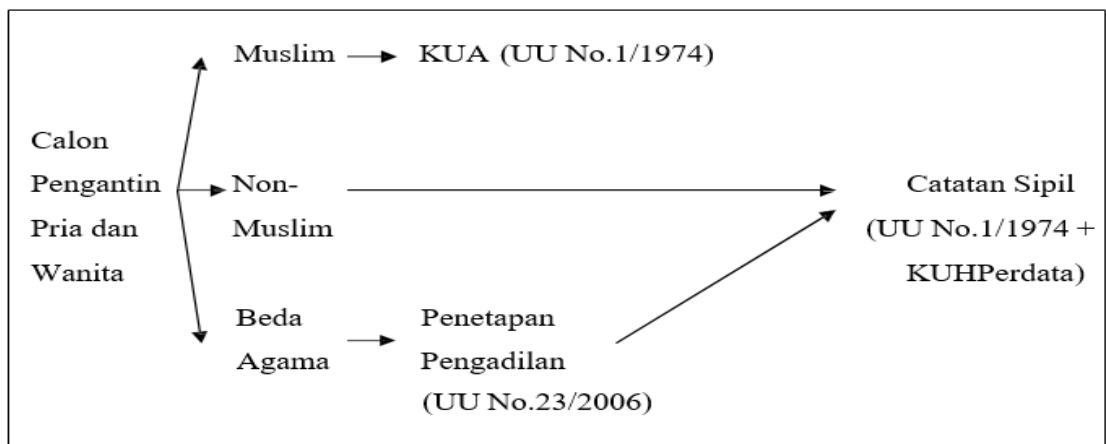 Calon
Pengantin
Pria dan
Wanita
Muslim
KUA (UU No.1/1974)
Non-
Muslim
Beda
Agama
Penetapan
Pengadilan
(UU No.23/2006)
Catatan Sipil
(UU No.1/1974 +
KUHPerdata)